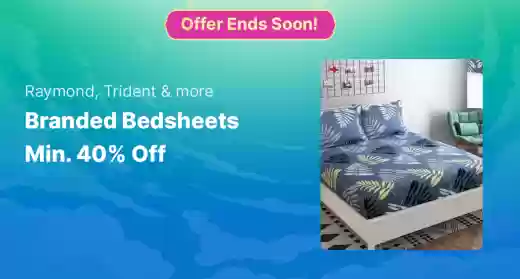 Offer Ends Soon!
Raymond, Trident & more
Branded Bedsheets
Min. 40% Off